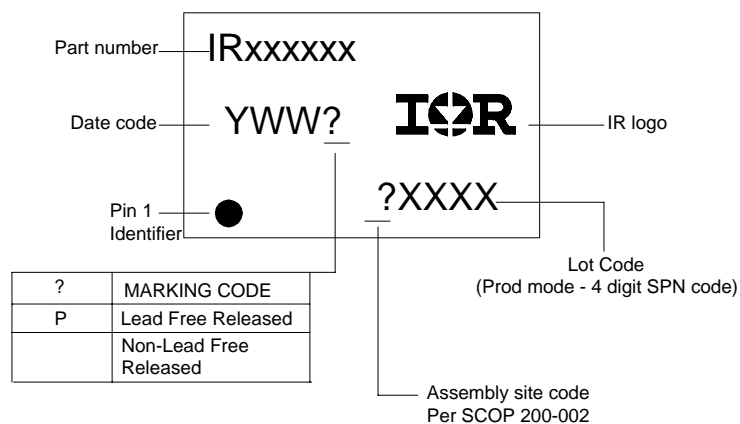 Part number
IRxxxxxx
Date code
YWW?
IOR
IR logo
Pin 1
Identifier
?XXXX
Lot Code
(Prod mode - 4 digit SPN code)
? MARKING CODE
P Lead Free Released
Non-Lead Free
Released
Assembly site code
Per SCOP 200-002